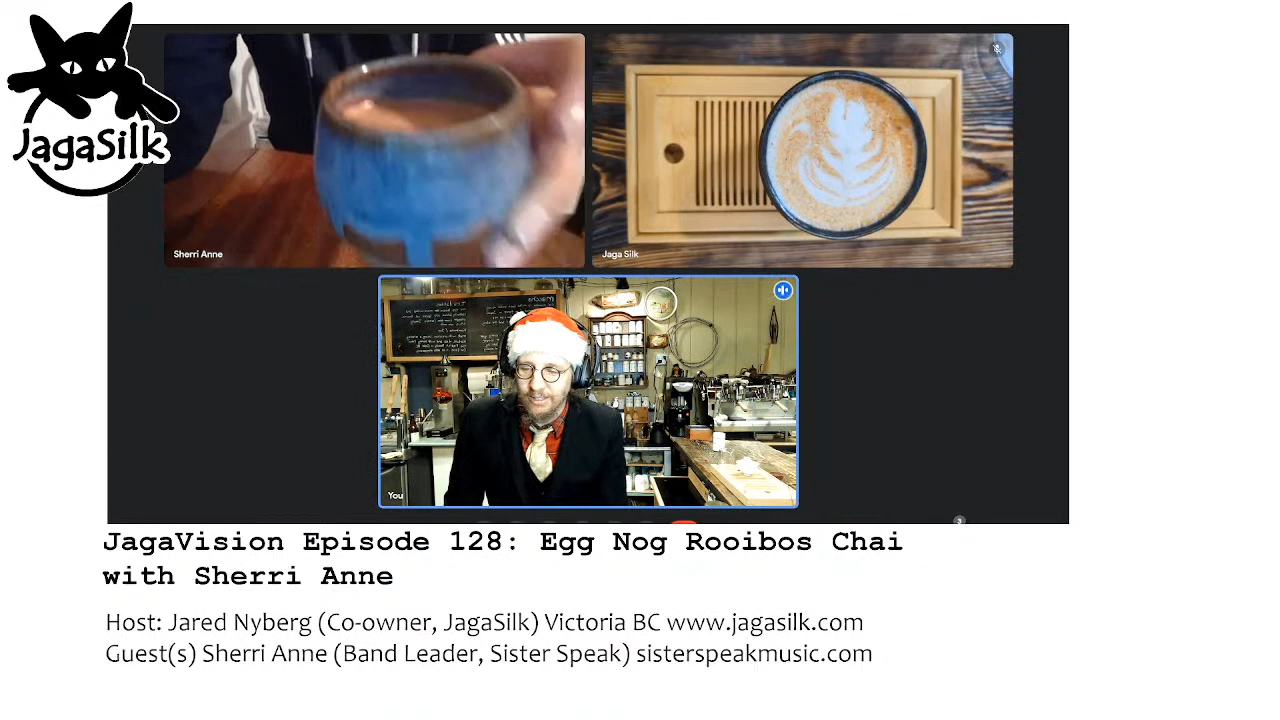 JagaSilk
Sherri Anne
Jaga Silk
You
3
JagaVision Episode 128: Egg Nog Rooibos Chai
with Sherri Anne
Host: Jared Nyberg (Co-owner, JagaSilk) Victoria BC www.jagasilk.com
Guest(s) Sherri Anne (Band Leader, Sister Speak) sisterspeakmusic.com